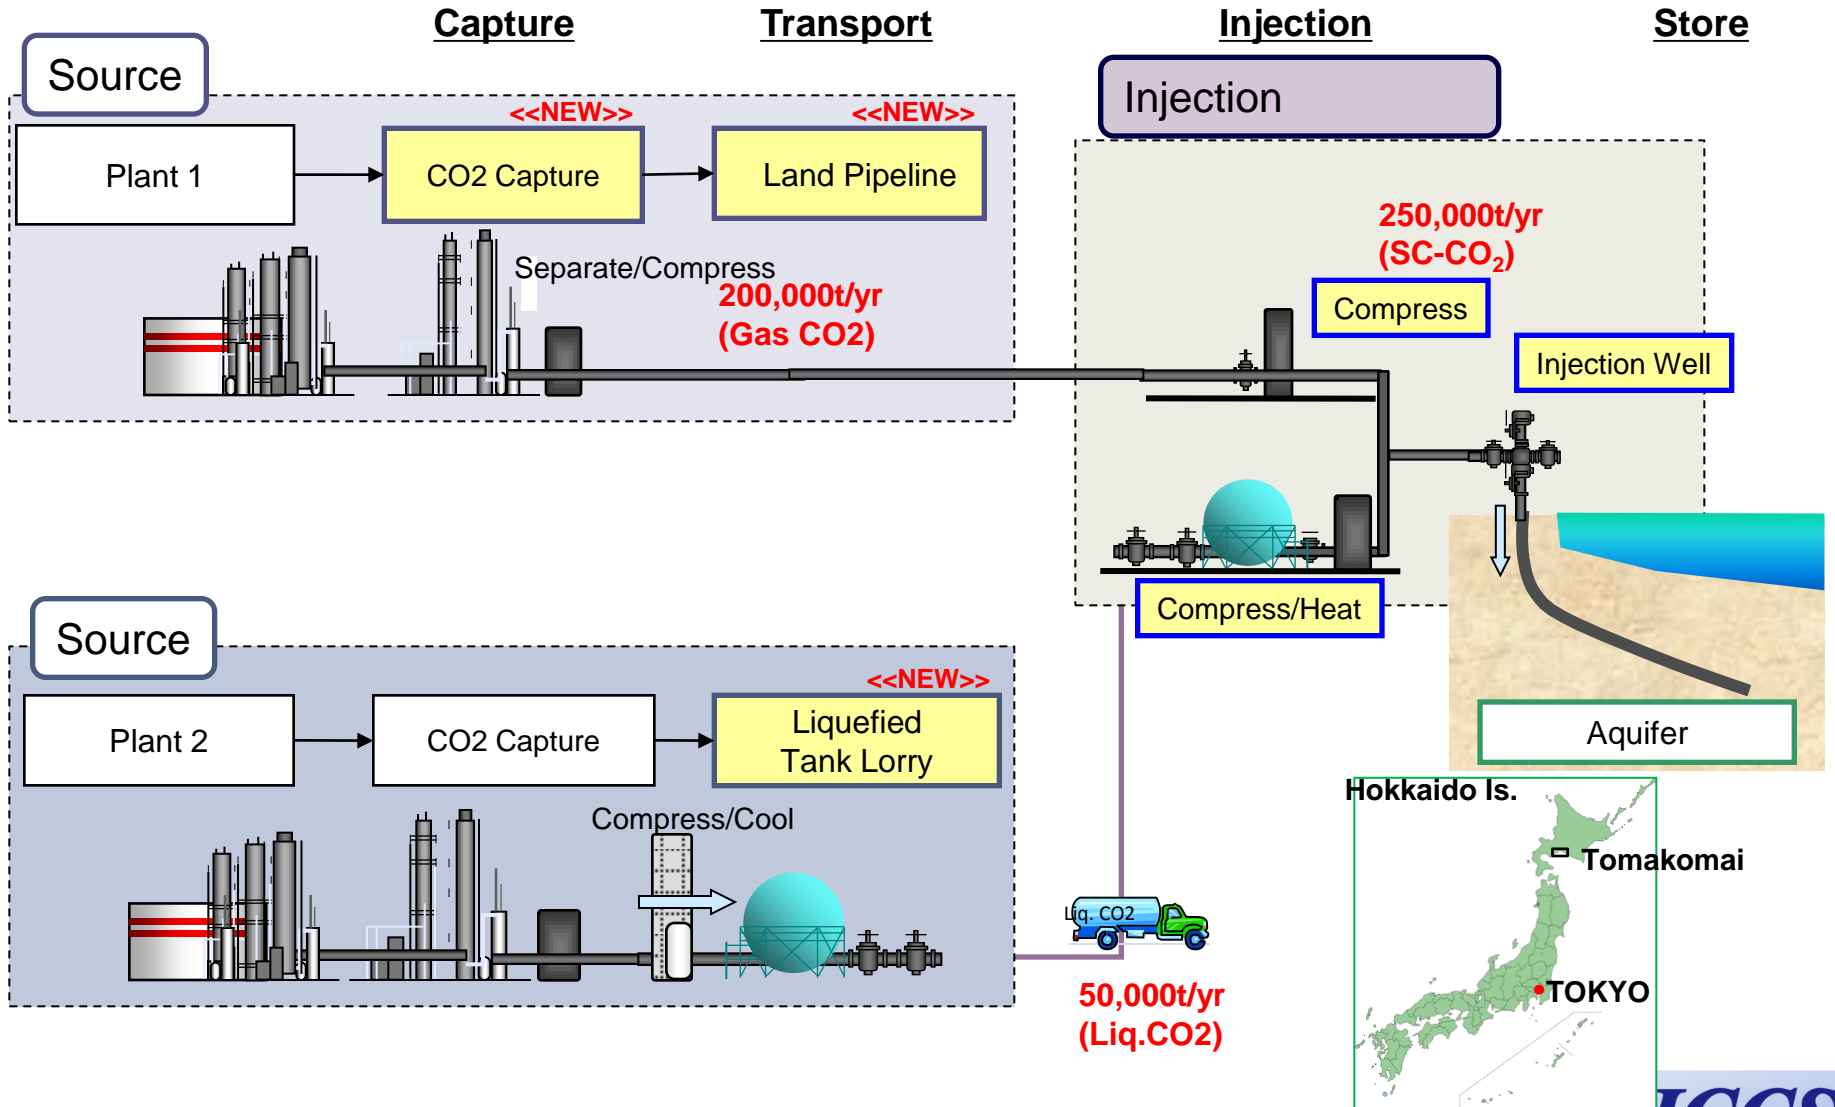 Capture
Transport
Injection
Store
Source
Injection
<<NEW>>
<<NEW>>
Plant 1
CO2 Capture
Land Pipeline
Separate/Compress
200,000t/yr
(Gas CO2)
250,000t/yr
(SC-CO₂)
Compress
Injection Well
Compress/Heat
Source
<<NEW>>
Plant 2
CO2 Capture
Liquefied
Tank Lorry
Compress/Cool
Liq. CO2
50,000t/yr
(Liq.CO2)
Aquifer
Hokkaido Is.
Tomakomai
TOKYO